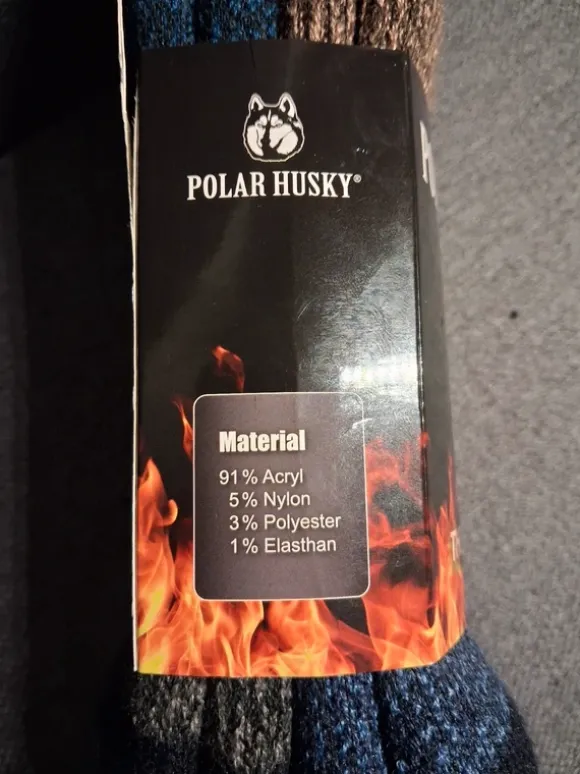 POLAR HUSKY®
Material
91% Acryl
5% Nylon
3% Polyester
1% Elasthan